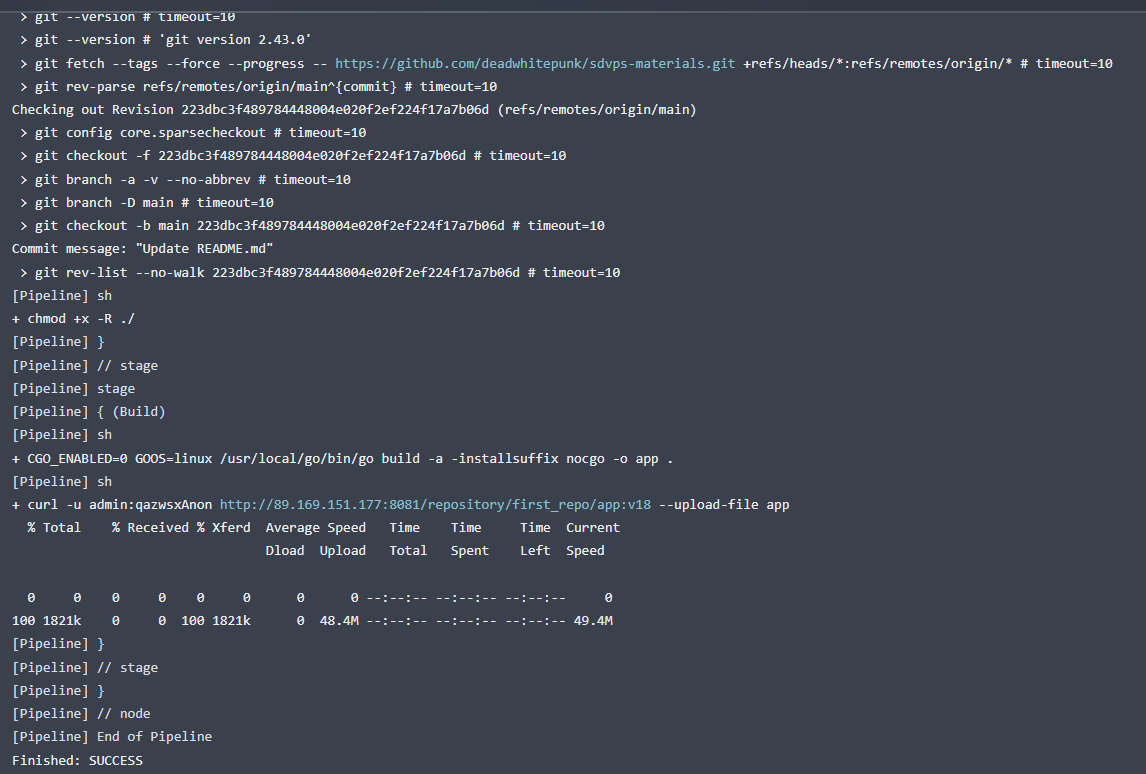 > git --version # timeout=10
> git --version # 'git version 2.43.0'
> git fetch --tags --force --progress -- https://github.com/deadwhitepunk/sdvps-materials.git +refs/heads/*:refs/remotes/origin/* # timeout=10
> git rev-parse refs/remotes/origin/main^{commit} # timeout=10
Checking out Revision 223dbc3f489784448004e020f2ef224f17a7b06d (refs/remotes/origin/main)
> git config core.sparsecheckout # timeout=10
> git checkout -f 223dbc3f489784448004e020f2ef224f17a7b06d # timeout=10
> git branch -a -v --no-abbrev # timeout=10
> git branch -D main # timeout=10
> git checkout -b main 223dbc3f489784448004e020f2ef224f17a7b06d # timeout=10
Commit message: "Update README.md"
> git rev-list --no-walk 223dbc3f489784448004e020f2ef224f17a7b06d # timeout=10
[Pipeline] sh
+ chmod +x -R ./
[Pipeline] }
[Pipeline] // stage
[Pipeline] stage
[Pipeline] { (Build)
[Pipeline] sh
+ CGO_ENABLED=0 GOOS=linux /usr/local/go/bin/go build -a -installsuffix nocgo -o app .
[Pipeline] sh
+ curl -u admin:qazwsxAnon http://89.169.151.177:8081/repository/first_repo/app:v18 --upload-file app
% Total % Received % Xferd Average Speed Time Time Time Current
Dload Upload Total Spent Left Speed
0 0 0 0 0 0 0 0 --:--:-- --:--:-- --:--:-- 0
100 1821k 0 0 100 1821k 0 48.4M --:--:-- --:--:-- --:--:-- 49.4M
[Pipeline] }
[Pipeline] // stage
[Pipeline] }
[Pipeline] // node
[Pipeline] End of Pipeline
Finished: SUCCESS